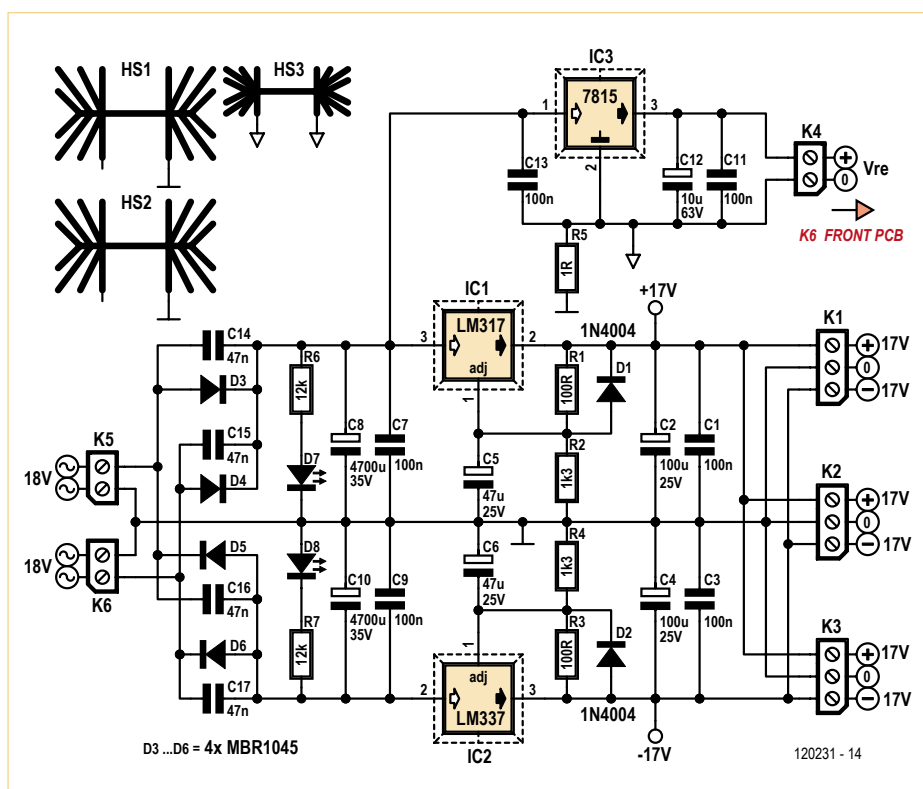 HS1
HS3
HS2
IC3
7815
1
3
2
C13
100n
C12
10u
63V
C11
100n
K4
+
0
Vre
K6 FRONT PCB
R5
1R
IC1
LM317
3
2
adj
1
+17V
1N4004
R1
100R
D1
R2
1k3
C14
47n
D3
C15
47n
D4
R6
12k
C8
4700u
35V
C7
100n
D7
C5
47u
25V
C2
100u
25V
C1
100n
K1
+ 17V
0
− 17V
K5
18V
18V
K6
K2
+ 17V
0
− 17V
D5
C16
47n
D6
C17
47n
D8
R7
12k
C10
4700u
35V
C9
100n
C6
47u
25V
R4
1k3
R3
100R
D2
C4
100u
25V
C3
100n
K3
+ 17V
0
− 17V
1
adj
LM337
2
3
IC2
1N4004
-17V
D3 ...D6 = 4x MBR1045
120231 - 14